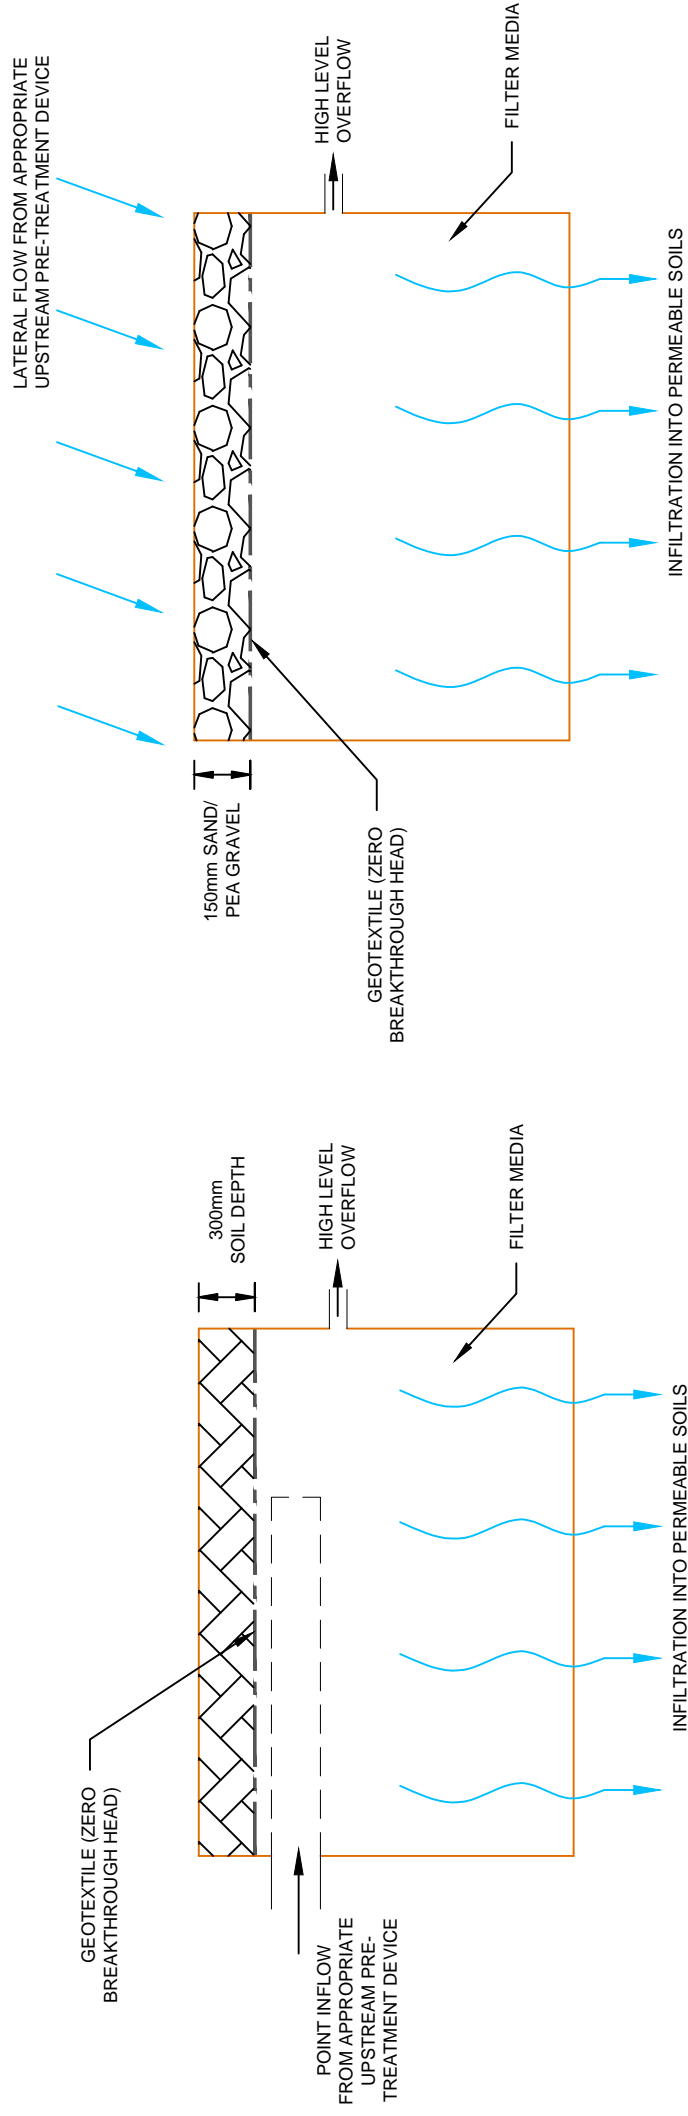 GEOTEXTILE (ZERO
BREAKTHROUGH HEAD)
300mm
SOIL DEPTH
POINT INFLOW
FROM APPROPRIATE
UPSTREAM PRE-
TREATMENT DEVICE
HIGH LEVEL
OVERFLOW
FILTER MEDIA
INFILTRATION INTO PERMEABLE SOILS
LATERAL FLOW FROM APPROPRIATE
UPSTREAM PRE-TREATMENT DEVICE
150mm SAND/
PEA GRAVEL
HIGH LEVEL
OVERFLOW
GEOTEXTILE (ZERO
BREAKTHROUGH HEAD)
FILTER MEDIA
INFILTRATION INTO PERMEABLE SOILS